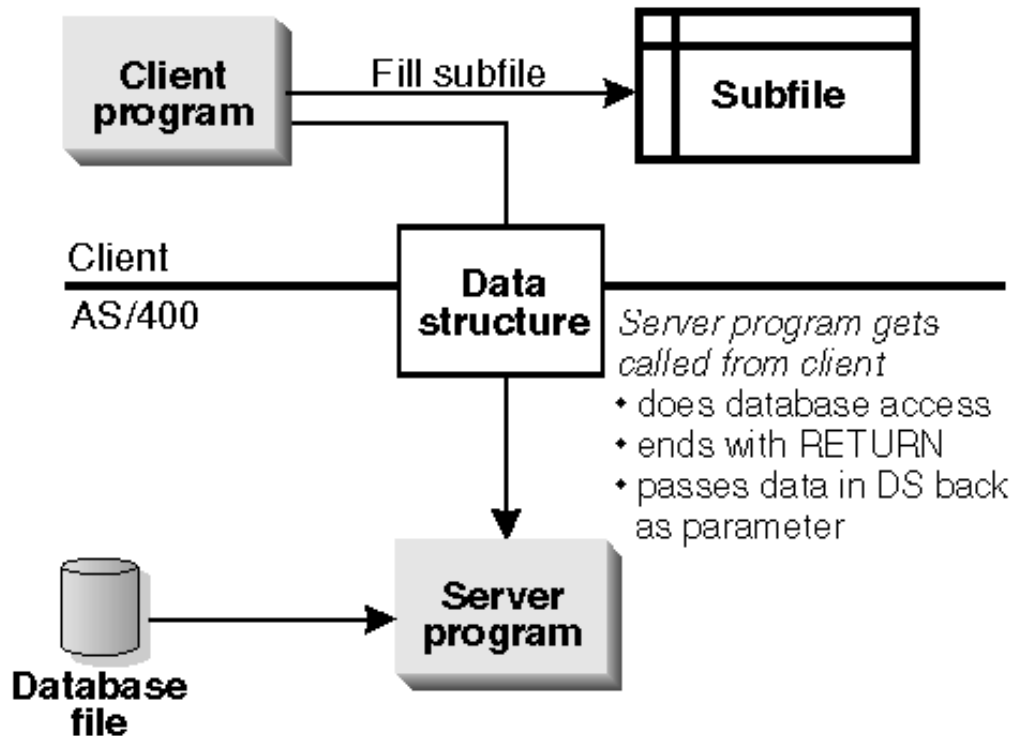 Client
program
Fill subfile
Subfile
Client
AS/400
Data
structure
Server program gets
called from client
• does database access
• ends with RETURN
• passes data in DS back
as parameter
Server
program
Database
file